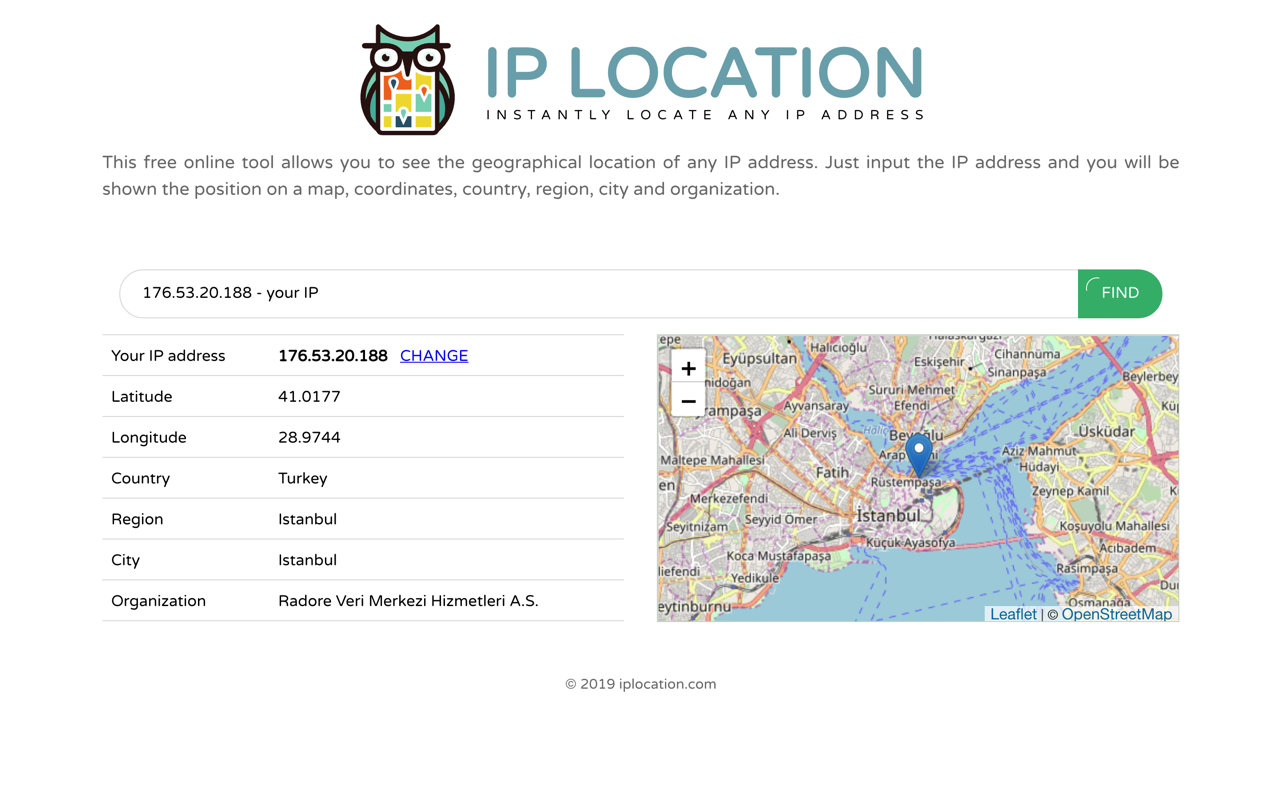 IP LOCATION
INSTANTLY LOCATE ANY IP ADDRESS
This free online tool allows you to see the geographical location of any IP address. Just input the IP address and you will be
shown the position on a map, coordinates, country, region, city and organization.
176.53.20.188 - your IP
FIND
Your IP address 176.53.20.188 CHANGE
Latitude 41.0177
Longitude 28.9744
Country Turkey
Region Istanbul
City Istanbul
Organization Radore Veri Merkezi Hizmetleri A.S.
+
−
Halıcıoğlu
Eyüpsultan
Eskişehir
Cihannüma
Sinanpaşa
Beylerbey
Sururi Mehmet
Efendi
Ayvansaray
Ali Derviş
Haliç
Üsküdar
Aziz Mahmut
Hüdayi
Maltepe Mahallesi
Fatih
Rüstempaşa
Zeynep Kamil
Merkezefendi
Seyyid Ömer
İstanbul
Seyitnizam
Koşuyolu Mahallesi
Küçük Ayasofya
Acıbadem
Koca Mustafapaşa
Rasimpaşa
Yedikule
Osmanağa
eytinburnu
Leaflet | © OpenStreetMap
© 2019 iplocation.com